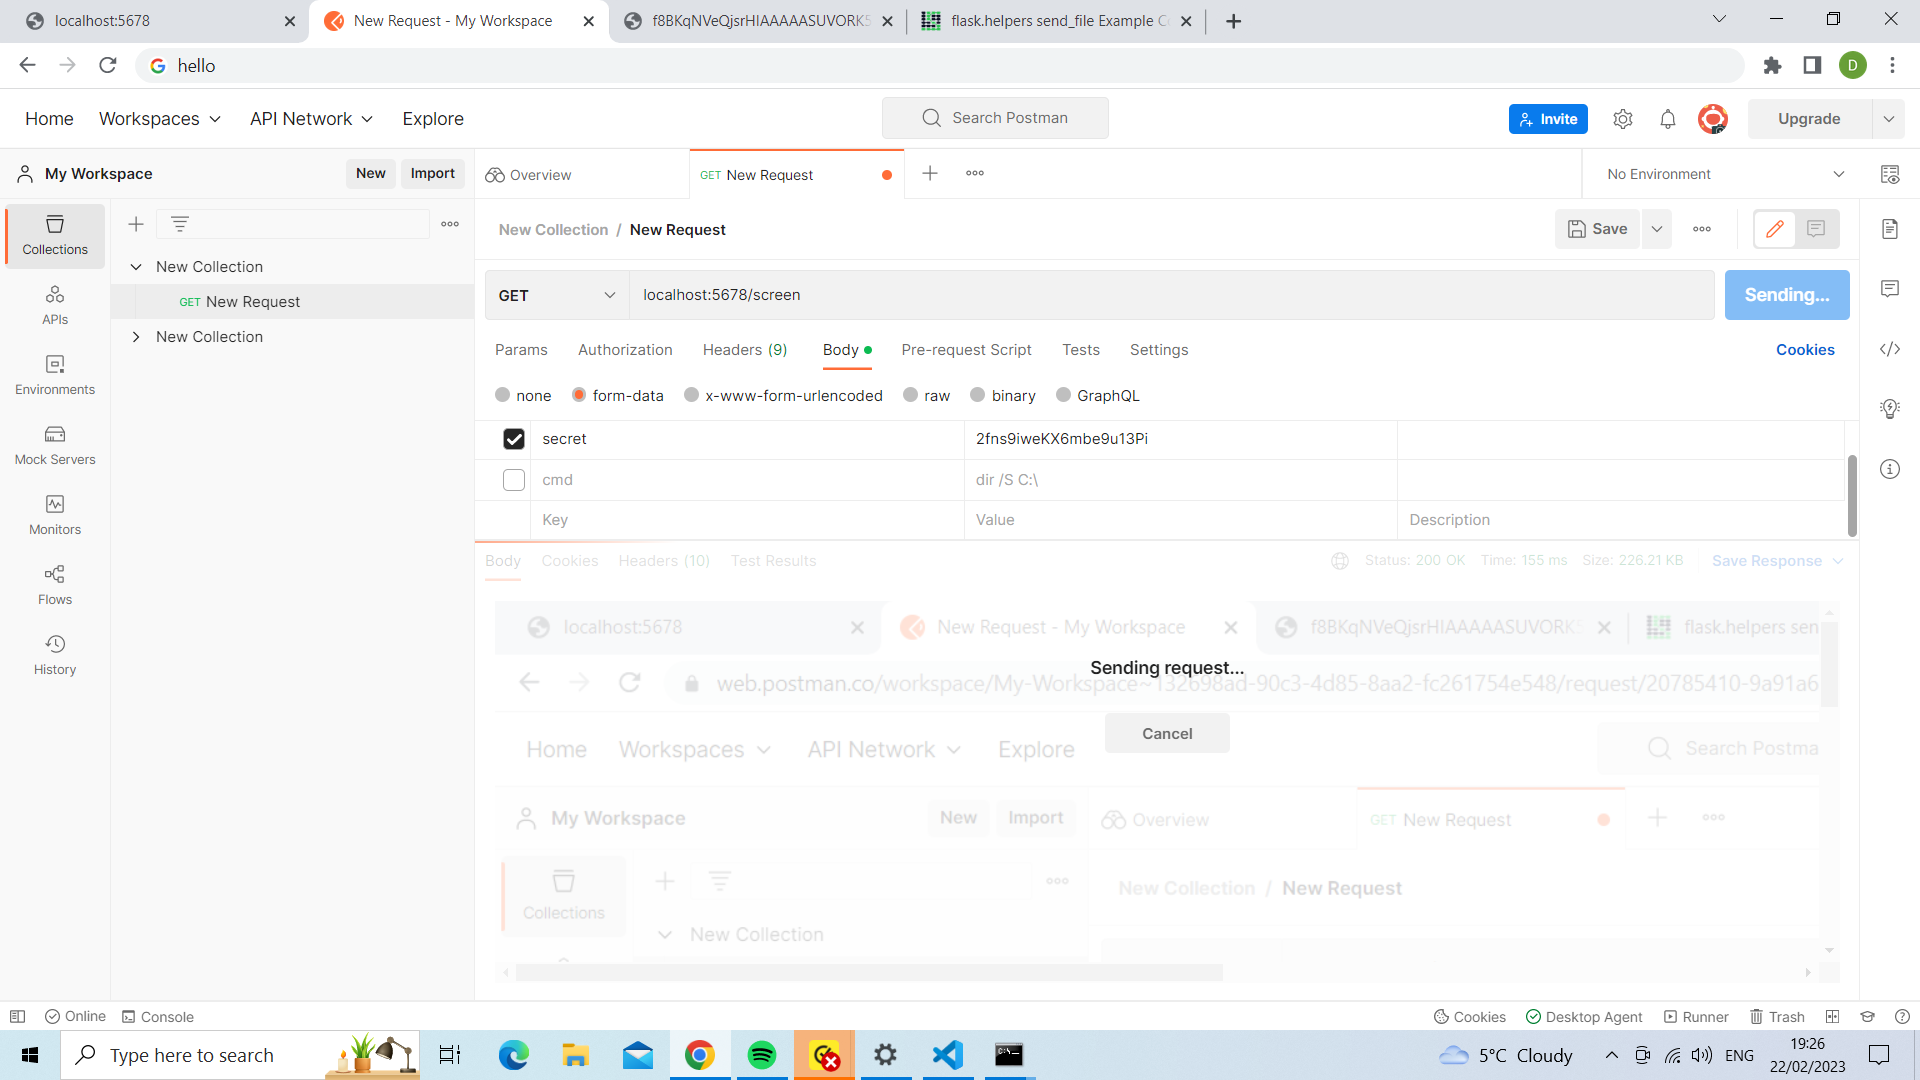 localhost:5678
New Request - My Workspace
f8BKqNVeQjsrHIAAAAASUVORK5
flask.helpers send_file Example C
hello
D
Home Workspaces API Network Explore
Search Postman
Invite
Upgrade
My Workspace
New
Import
Overview
GET New Request
No Environment
Collections
New Collection
GET New Request
New Collection
APIs
Environments
Mock Servers
Monitors
Flows
History
New Collection / New Request
Save
GET
localhost:5678/screen
Sending...
Params Authorization Headers (9) Body Pre-request Script Tests Settings
Cookies
none form-data x-www-form-urlencoded raw binary GraphQL
secret 2fns9iweKX6mbe9u13Pi
cmd dir /S C:\
Key Value Description
Body Cookies Headers (10) Test Results
Status: 200 OK Time: 155 ms Size: 226.21 KB Save Response
localhost:5678
New Request - My Workspace
f8BKqNVeQjsrHIAAAAASUVORK5
flask.helpers sen
Sending request...
web.postman.co/workspace/My-Workspace~132698ad-90c3-4d85-8aa2-fc261754e548/request/20785410-9a91a6
Cancel
Home Workspaces API Network Explore
Search Postma
My Workspace
New
Import
Overview
GET New Request
Collections
New Collection / New Request
New Collection
Online Console
Cookies Desktop Agent Runner Trash
Type here to search
5°C Cloudy
ENG
19:26
22/02/2023